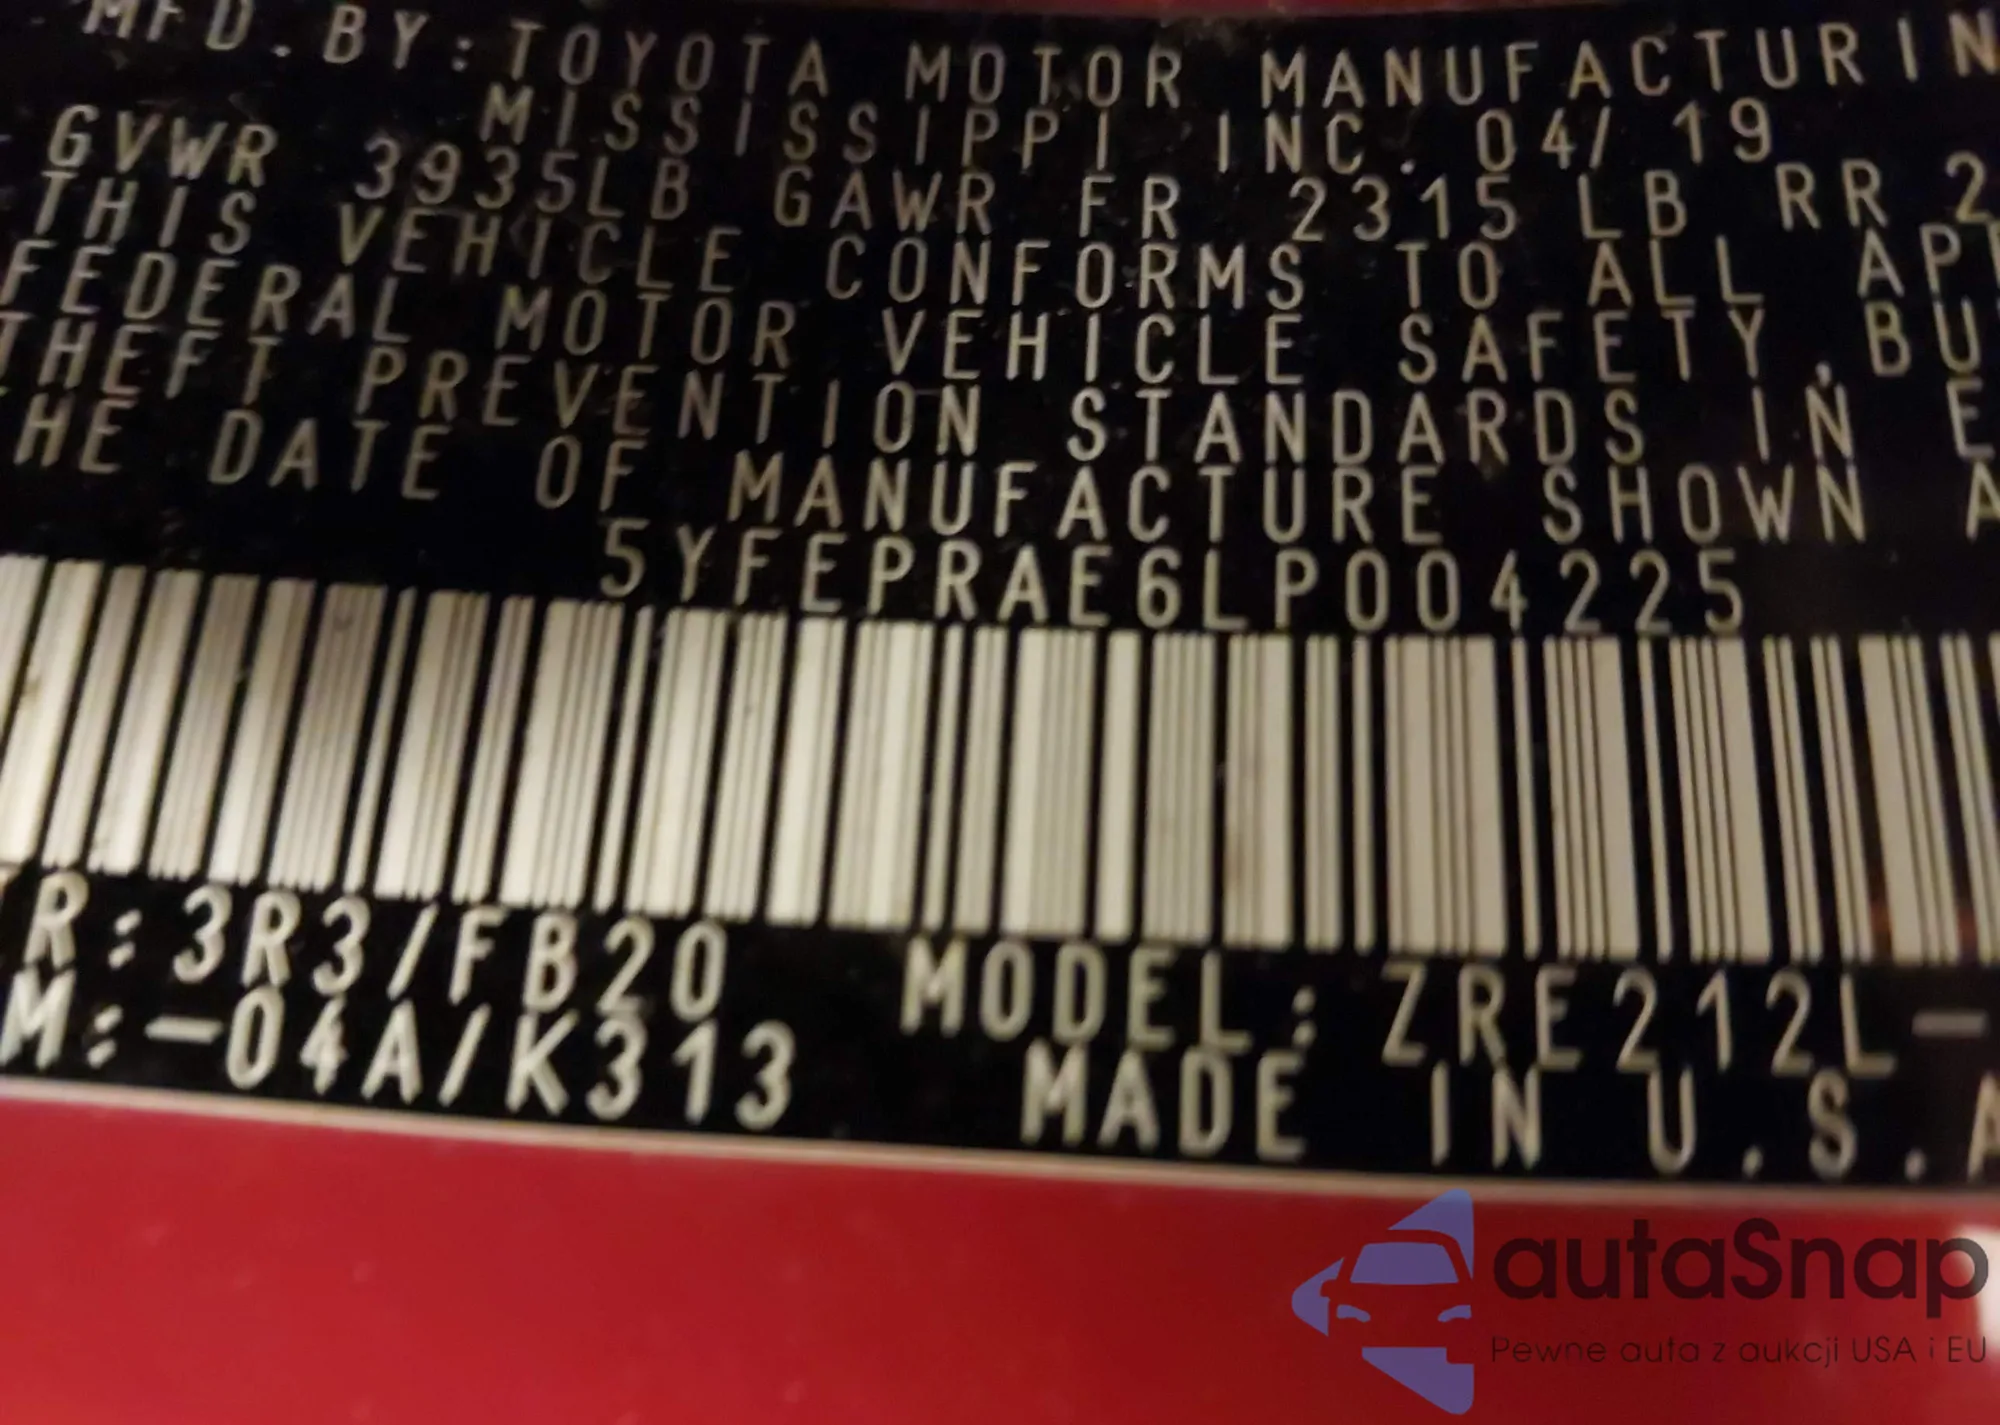 MFD.BY:TOYOTA MOTOR MANUFACTURIN
MISSISSIPPI INC. 04/19
GVWR 3935LB GAWR FR 2315 LB RR 2
THIS VEHICLE CONFORMS TO ALL AP
FEDERAL MOTOR VEHICLE SAFETY,BU
THEFT PREVENTION STANDARDS IN E
HE DATE OF MANUFACTURE SHOWN A
5YFEPRAE6LP004225
TR:3R3/FB20 MODEL:ZRE212L-
M:-04A/K313 MADE IN U.S.A
autaSnap
Pewne auta z aukcji USA i EU